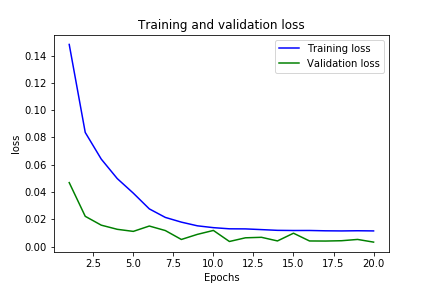 Training and validation loss
Training loss
Validation loss
loss
0.14
0.12
0.10
0.08
0.06
0.04
0.02
0.00
2.5 5.0 7.5 10.0 12.5 15.0 17.5 20.0
Epochs